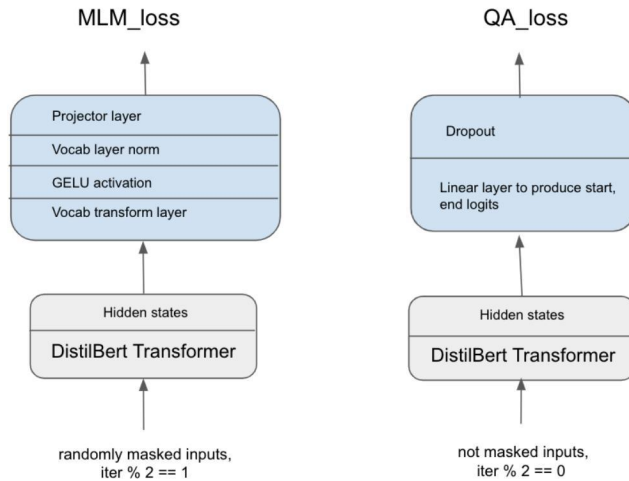 MLM_loss
Projector layer
Vocab layer norm
GELU activation
Vocab transform layer
Hidden states
DistilBert Transformer
randomly masked inputs,
iter % 2 == 1
QA_loss
Dropout
Linear layer to produce start,
end logits
Hidden states
DistilBert Transformer
not masked inputs,
iter % 2 == 0